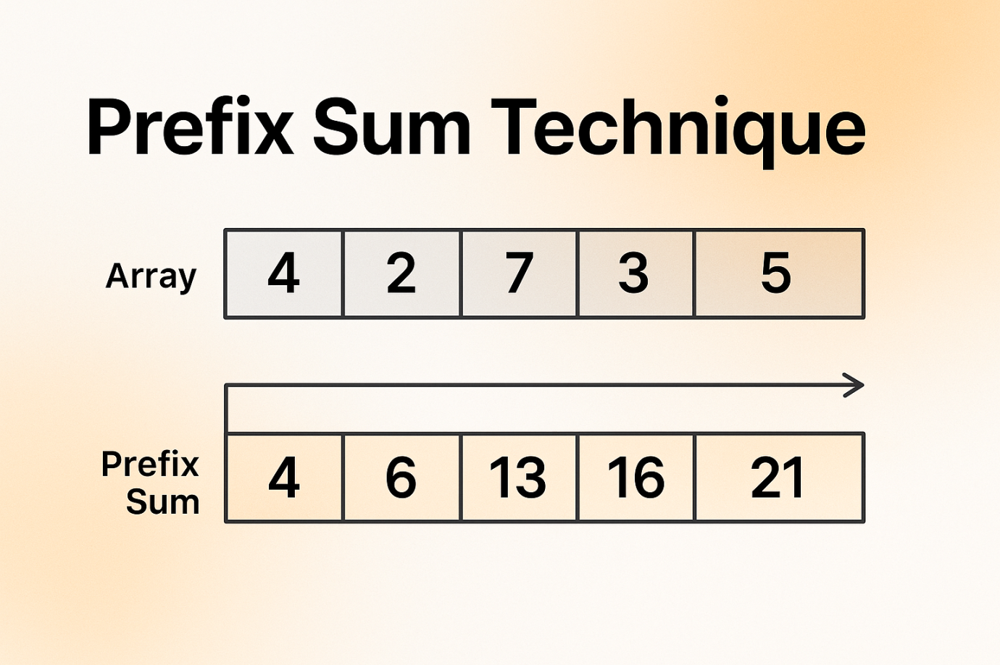 Prefix Sum Technique
Array 4 2 7 3 5
Prefix
Sum 4 6 13 16 21